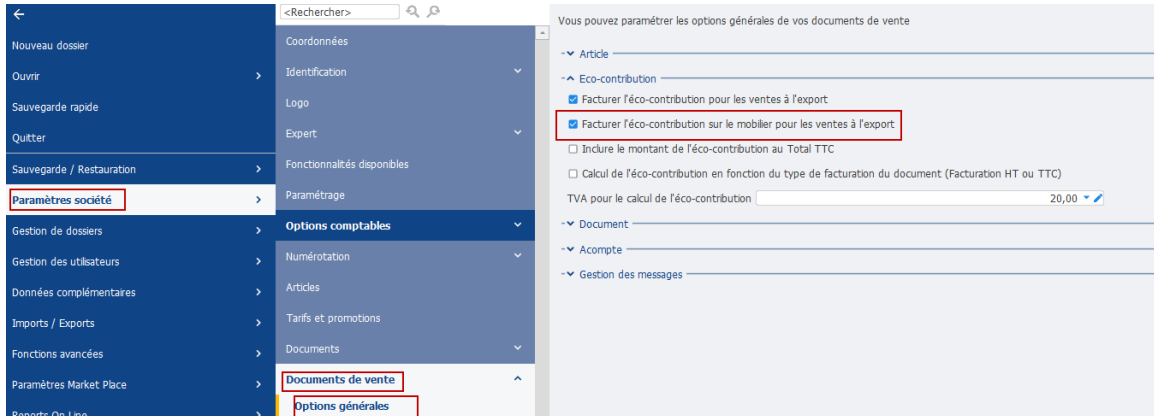 Nouveau dossier
Ouvrir
Sauvegarde rapide
Quitter
Sauvegarde / Restauration
Paramètres société
Gestion de dossiers
Gestion des utilisateurs
Données complémentaires
Imports / Exports
Fonctions avancées
Paramètres Market Place
Reports On Line
<Rechercher>
Coordonnées
Identification
Logo
Expert
Fonctionnalités disponibles
Paramétrage
Options comptables
Numérotation
Articles
Tarifs et promotions
Documents
Documents de vente
Options générales
Vous pouvez paramétrer les options générales de vos documents de vente
Article
Eco-contribution
Facturer l'éco-contribution pour les ventes à l'export
Facturer l'éco-contribution sur le mobilier pour les ventes à l'export
Inclure le montant de l'éco-contribution au Total TTC
Calcul de l'éco-contribution en fonction du type de facturation du document (Facturation HT ou TTC)
TVA pour le calcul de l'éco-contribution 20,00
Document
Acompte
Gestion des messages